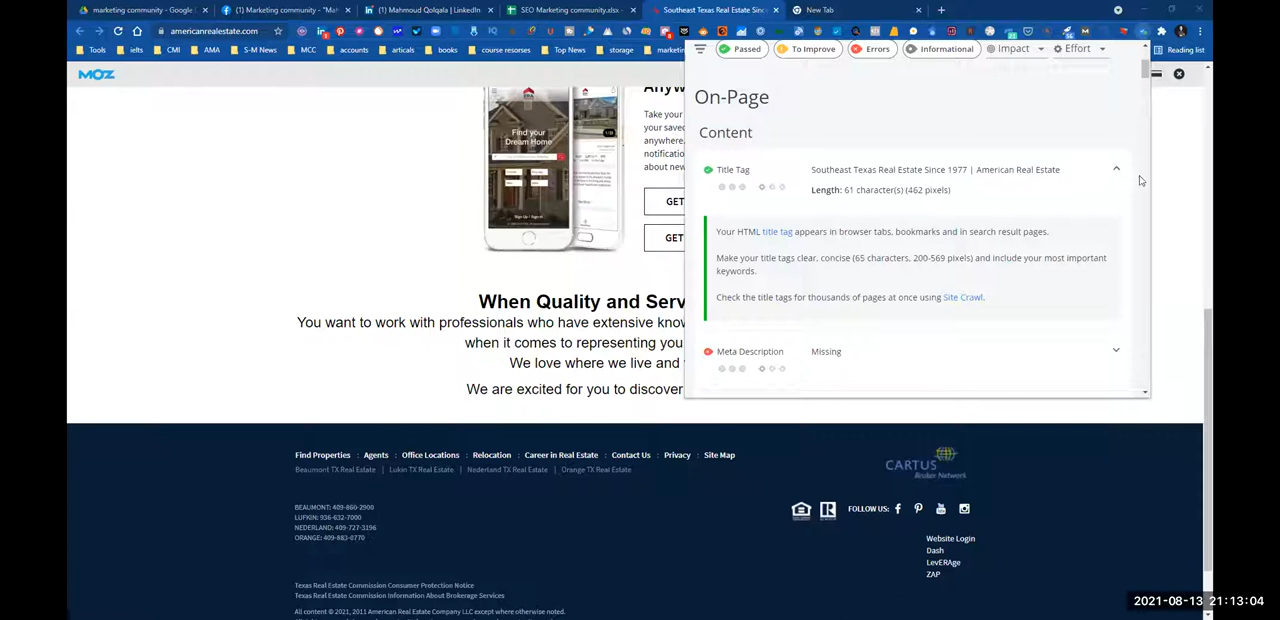 marketing community - Google
(1) Marketing community - "Mah
(1) Mahmoud Qolqala | LinkedIn
SEO Marketing community.xlsx -
Southeast Texas Real Estate Sinc
New Tab
americanrealestate.com
Tools
ielts
CMI
AMA
S-M News
MCC
accounts
articals
books
course resorses
Top News
storage
marketin
Reading list
MOZ
Passed
To Improve
Errors
Informational
Impact
Effort
On-Page
Content
Title Tag
Southeast Texas Real Estate Since 1977 | American Real Estate
Length: 61 character(s) (462 pixels)
Your HTML title tag appears in browser tabs, bookmarks and in search result pages.
Make your title tags clear, concise (65 characters, 200-569 pixels) and include your most important
keywords.
Check the title tags for thousands of pages at once using Site Crawl.
Meta Description
Missing
Find your
Dream Home
Take your
your saved
anywhere.
notification
about new
GET
GET
When Quality and Serv
You want to work with professionals who have extensive know
when it comes to representing you
We love where we live and
We are excited for you to discover
Find Properties : Agents : Office Locations : Relocation : Career in Real Estate : Contact Us : Privacy : Site Map
Beaumont TX Real Estate | Lukin TX Real Estate | Nederland TX Real Estate | Orange TX Real Estate
CARTUS
Broker Network
BEAUMONT: 409-860-2900
LUFKIN: 936-632-7000
NEDERLAND: 409-727-3196
ORANGE: 409-883-0770
FOLLOW US:
Website Login
Dash
LevERAge
ZAP
Texas Real Estate Commission Consumer Protection Notice
Texas Real Estate Commission Information About Brokerage Services
All content © 2021, 2011 American Real Estate Company LLC except where otherwise noted.
2021-08-13 21:13:04